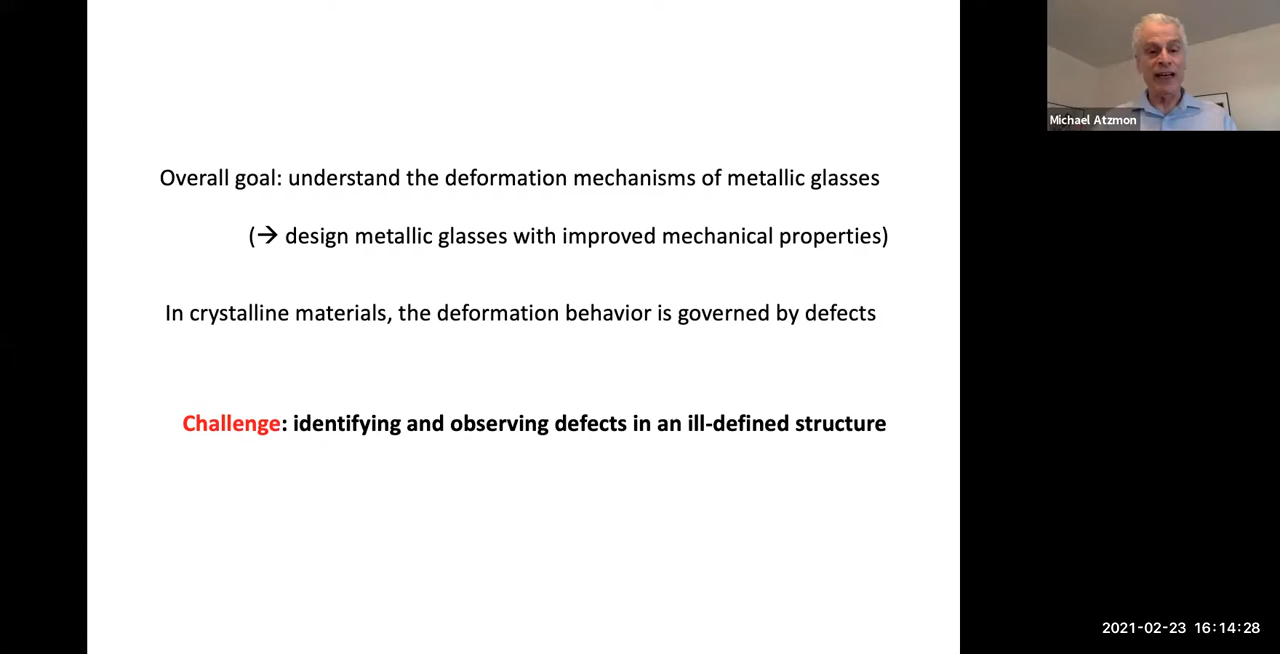 Overall goal: understand the deformation mechanisms of metallic glasses
(→ design metallic glasses with improved mechanical properties)
In crystalline materials, the deformation behavior is governed by defects
Challenge: identifying and observing defects in an ill-defined structure
Michael Atzmon
2021-02-23 16:14:28